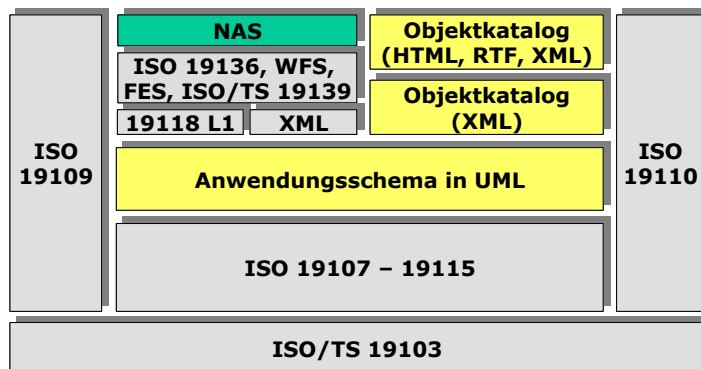 NAS
Objektkatalog
(HTML, RTF, XML)
ISO 19136, WFS,
FES, ISO/TS 19139
Objektkatalog
(XML)
19118 L1
XML
ISO
19109
ISO
19110
Anwendungsschema in UML
ISO 19107 – 19115
ISO/TS 19103